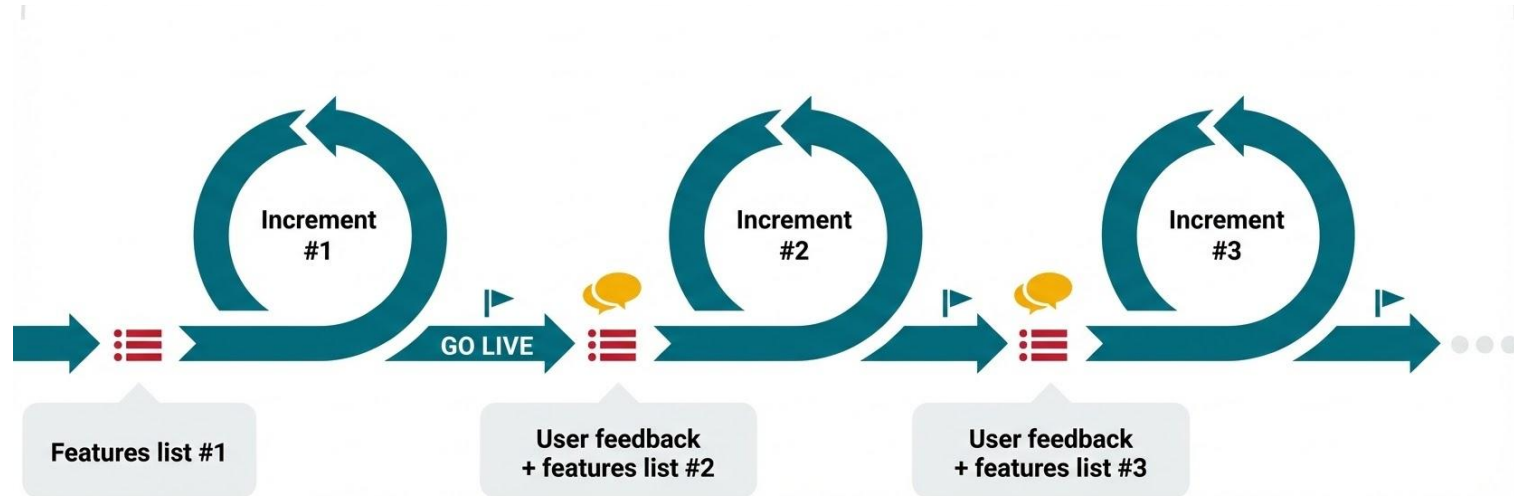 Increment
#1
Increment
#2
Increment
#3
GO LIVE
Features list #1
User feedback
+ features list #2
User feedback
+ features list #3